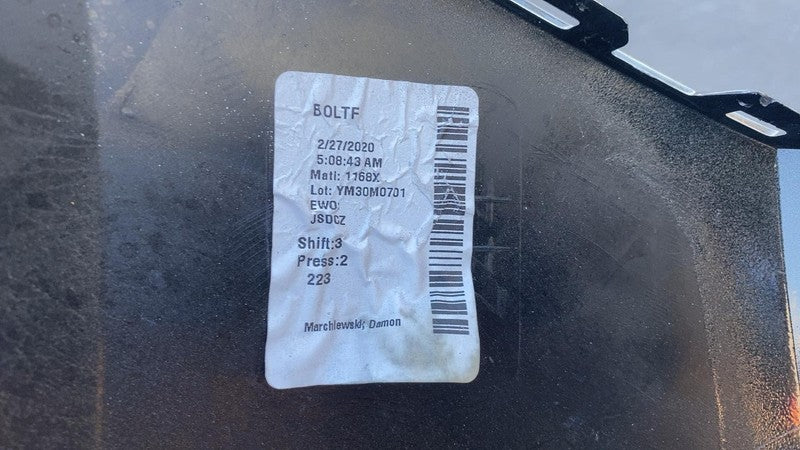 BOLTF
2/27/2020
5:08:43 AM
Matl: 1168X
Lot: YM30M0701
EWO:
JSDCZ
Shift:3
Press:2
223
Marchlewski, Damon